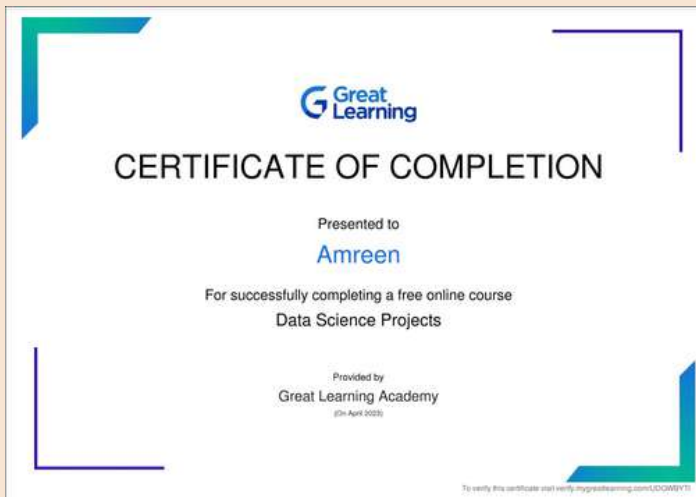 Great
Learning
CERTIFICATE OF COMPLETION
Presented to
Amreen
For successfully completing a free online course
Data Science Projects
Provided by
Great Learning Academy
(On April 2023)
To verify this certificate visit verify.mygreatlearning.com/